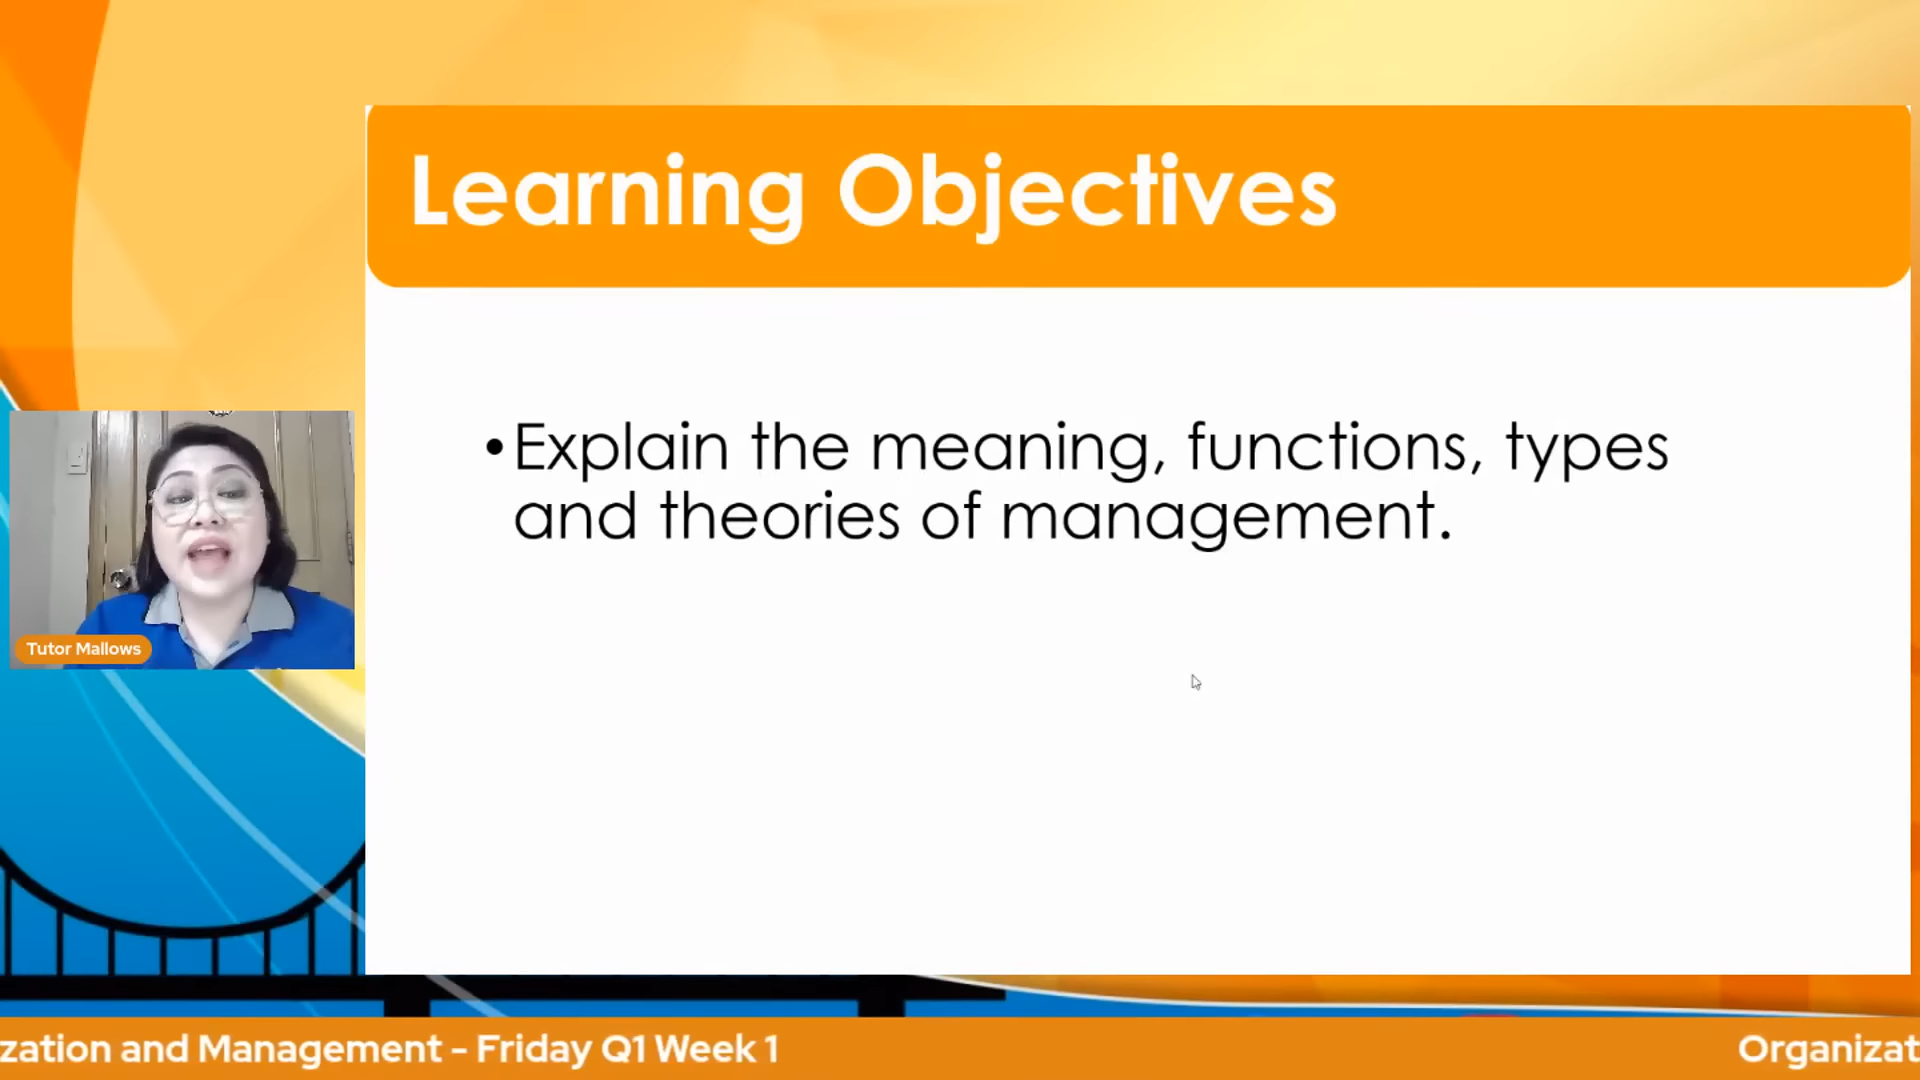 Learning Objectives
•Explain the meaning, functions, types
and theories of management.
Tutor Mallows
zation and Management - Friday Q1 Week 1
Organizat